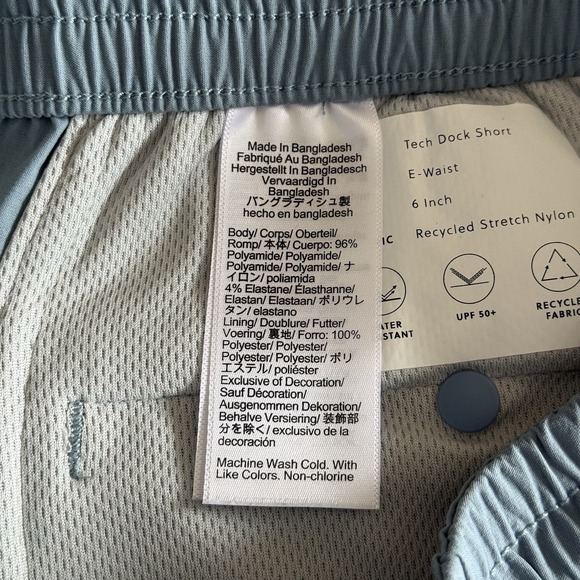 Made In Bangladesh
Fabriqué Au Bangladesh
Hergestellt In Bangladesch
Vervaardigd In
Bangladesh
バングラディシュ製
hecho en bangladesh
Body/ Corps/ Oberteil/
Romp/ 本体/ Cuerpo: 96%
Polyamide/ Polyamide/
Polyamide/ Polyamide/ ナ
イロン/ poliamida
4% Elastane/ Élasthanne/
Elastan/ Elastaan/ ポリウレ
タン/ elastano
Lining/ Doublure/ Futter/
Voering/ 裏地/ Forro: 100%
Polyester/ Polyester/
Polyester/ Polyester/ ポリ
エステル/ poliéster
Exclusive of Decoration/
Sauf Décoration/
Ausgenommen Dekoration/
Behalve Versiering/ 装飾部
分を除く/ exclusivo de la
decoración
Machine Wash Cold. With
Like Colors. Non-chlorine
Tech Dock Short
E-Waist
6 Inch
Recycled Stretch Nylon
IC
UPF 50+
RECYCLE
FABRIC